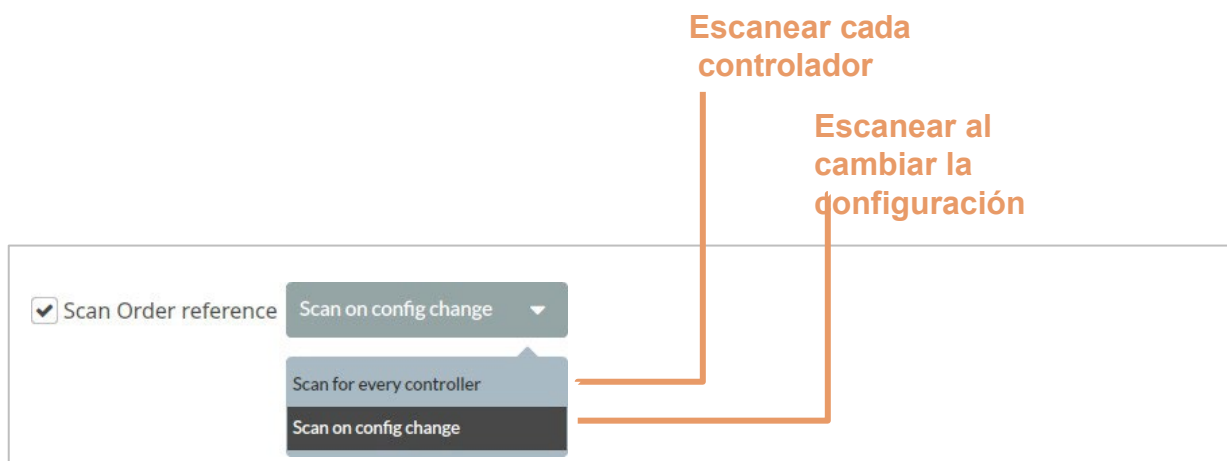 Escanear cada
controlador
Escanear al
cambiar la
configuración
Scan Order reference
Scan on config change
Scan for every controller
Scan on config change